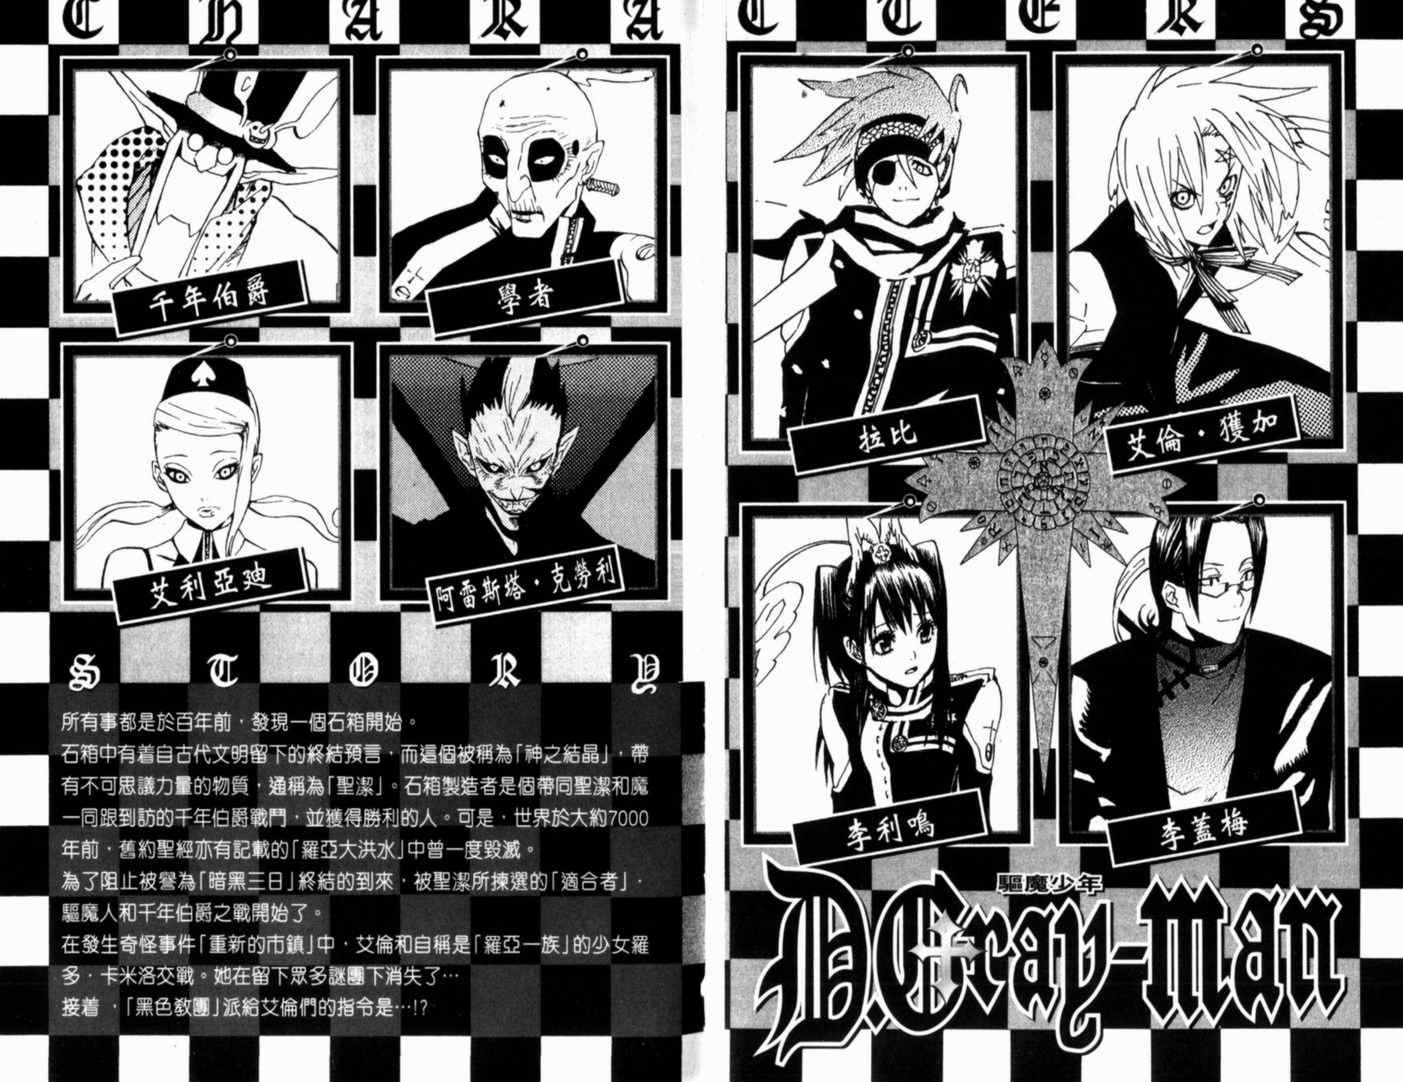 CHARACTERS
千年伯爵
學者
拉比
艾倫・獲加
艾利亞迪
阿雷斯塔・克勞利
李利鳴
李蓋梅
STORY
所有事都是於百年前，發現一個石箱開始。
石箱中有着自古代文明留下的終結預言，而這個被稱為「神之結晶」，帶
有不可思議力量的物質，通稱為「聖潔」。石箱製造者是個帶同聖潔和魔
一同跟到訪的千年伯爵戰鬥，並獲得勝利的人。可是，世界於大約7000
年前，舊約聖經亦有記載的「羅亞大洪水」中曾一度毀滅。
為了阻止被譽為「暗黑三日」終結的到來，被聖潔所揀選的「適合者」，
驅魔人和千年伯爵之戰開始了。
在發生奇怪事件「重新的市鎮」中，艾倫和自稱是「羅亞一族」的少女羅
多．卡米洛交戰。她在留下眾多謎團下消失了…
接着，「黑色教團」派給艾倫們的指令是…!?
驅魔少年
D.Gray-man